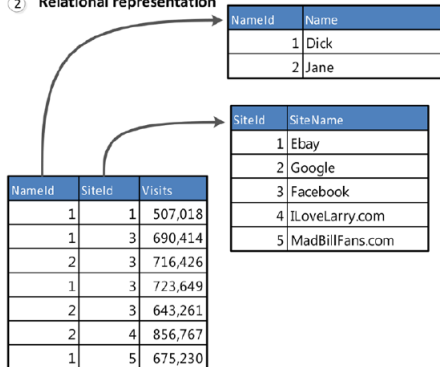 2 Relational representation
NameId Name
1 Dick
2 Jane
SiteId SiteName
1 Ebay
2 Google
3 Facebook
4 ILoveLarry.com
5 MadBillFans.com
NameId SiteId Visits
1 1 507,018
1 3 690,414
2 3 716,426
1 3 723,649
2 3 643,261
2 4 856,767
1 5 675,230